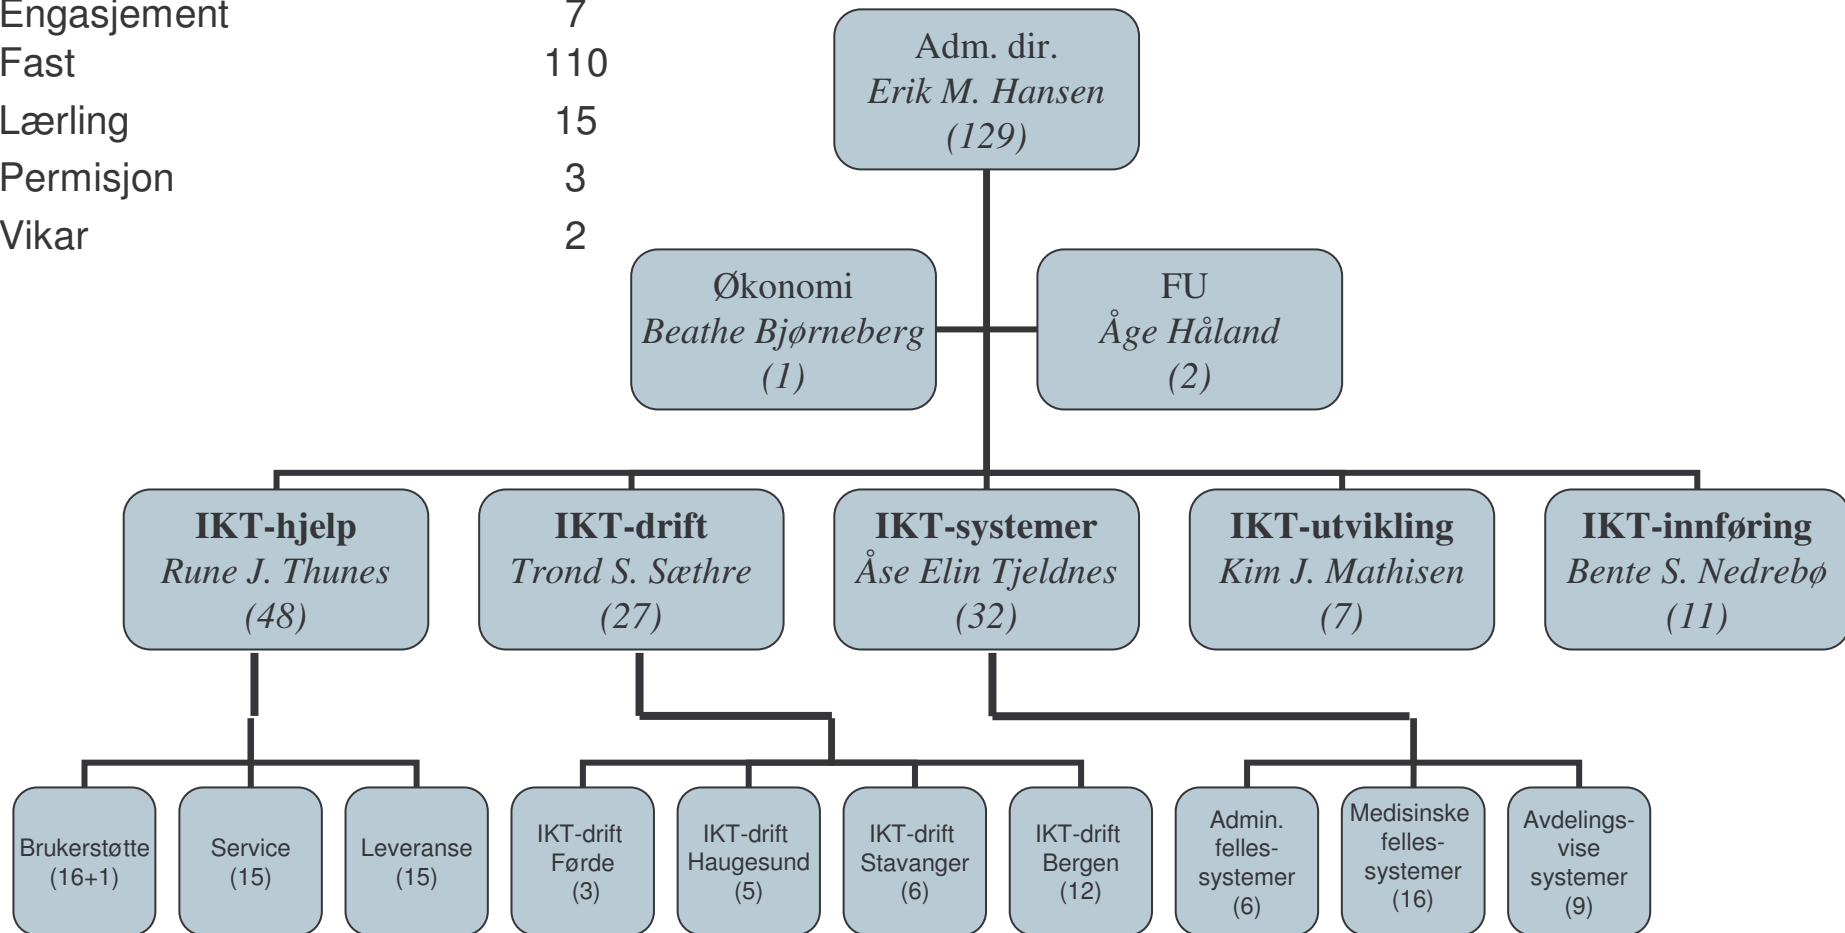 Engasjement 7
Fast 110
Lærling 15
Permisjon 3
Vikar 2
Adm. dir.
Erik M. Hansen
(129)
Økonomi
Beathe Bjørneberg
(1)
FU
Åge Håland
(2)
IKT-hjelp
Rune J. Thunes
(48)
IKT-drift
Trond S. Sæthre
(27)
IKT-systemer
Åse Elin Tjeldnes
(32)
IKT-utvikling
Kim J. Mathisen
(7)
IKT-innføring
Bente S. Nedrebø
(11)
Brukerstøtte
(16+1)
Service
(15)
Leveranse
(15)
IKT-drift
Førde
(3)
IKT-drift
Haugesund
(5)
IKT-drift
Stavanger
(6)
IKT-drift
Bergen
(12)
Admin.
felles-
systemer
(6)
Medisinske
felles-
systemer
(16)
Avdelings-
vise
systemer
(9)